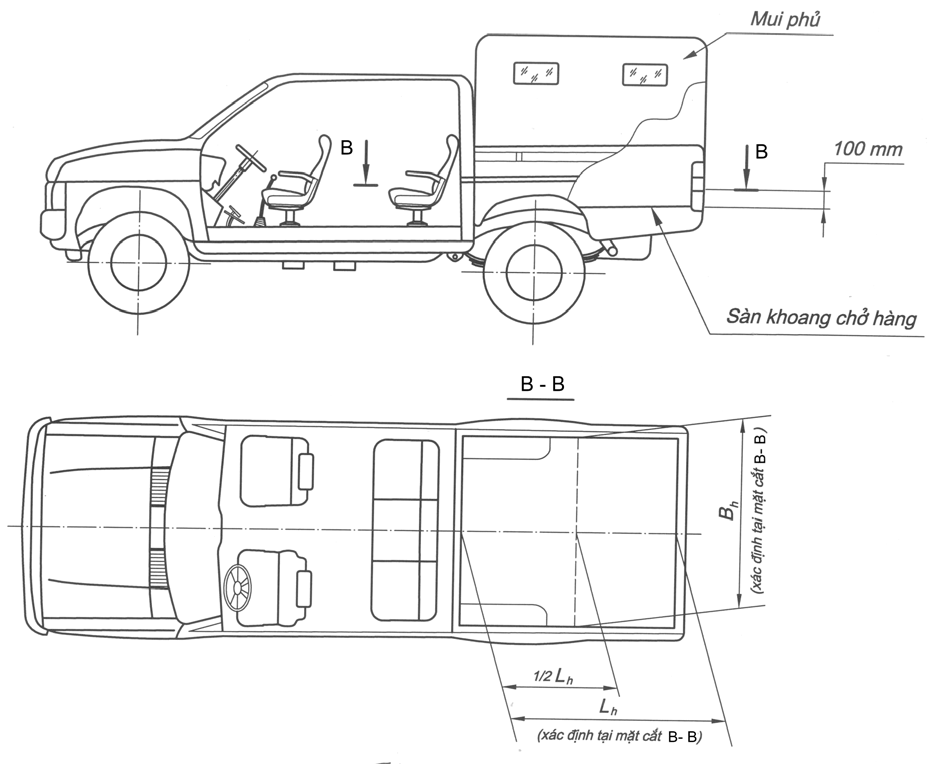 Mui phủ
B
B
100 mm
Sàn khoang chở hàng
B - B
Bh
(xác định tại mặt cắt B- B)
1/2 Lh
Lh
(xác định tại mặt cắt B- B)